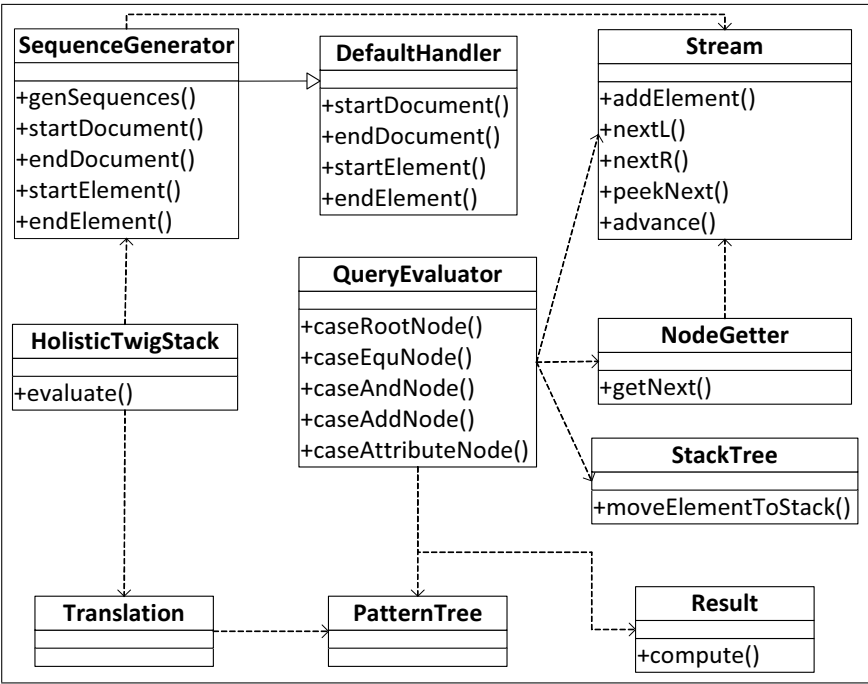 SequenceGenerator
+genSequences()
+startDocument()
+endDocument()
+startElement()
+endElement()
DefaultHandler
+startDocument()
+endDocument()
+startElement()
+endElement()
Stream
+addElement()
+nextL()
+nextR()
+peekNext()
+advance()
HolisticTwigStack
+evaluate()
QueryEvaluator
+caseRootNode()
+caseEquNode()
+caseAndNode()
+caseAddNode()
+caseAttributeNode()
NodeGetter
+getNext()
StackTree
+moveElementToStack()
Translation
PatternTree
Result
+compute()